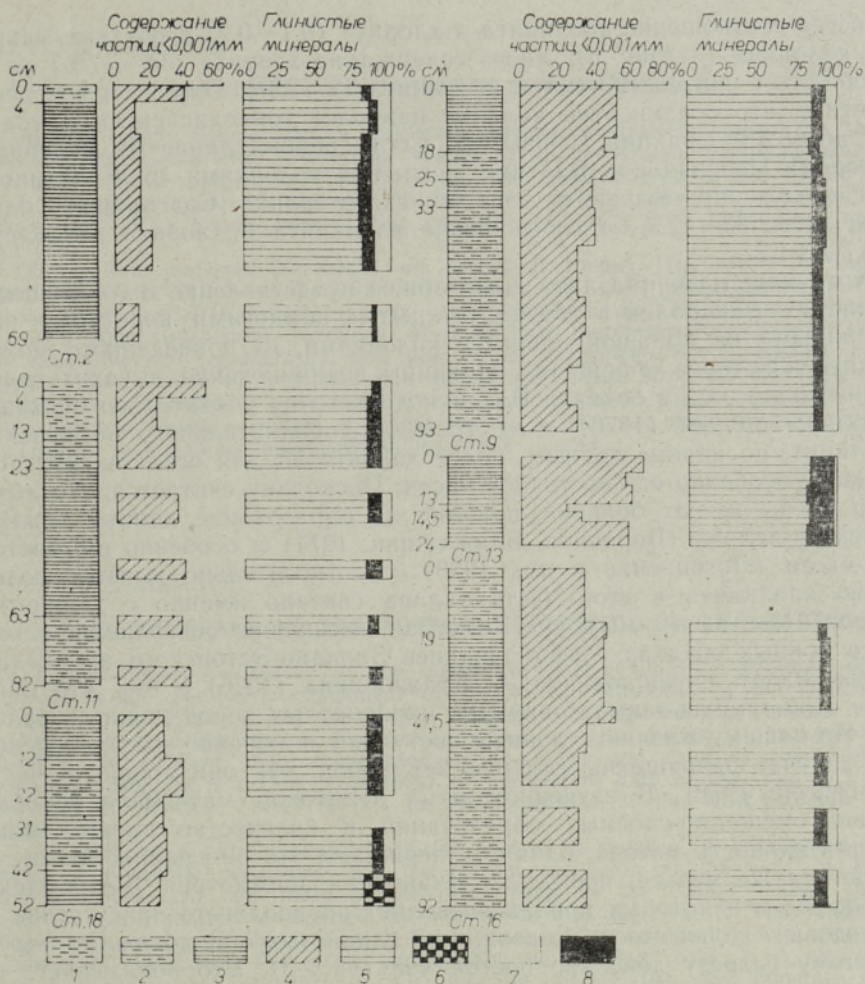 Содержание
частиц <0,001мм
Глинистые
минералы
см
0 20 40 60%
0 25 50 75 100%
0
4
59
Ст.2
0
4
13
23
63
82
Ст.11
0
12
22
31
42
52
Ст.18
Содержание
частиц <0,001мм
Глинистые
минералы
см
0 20 40 60 80%
0 25 50 75 100%
0
18
25
33
93
Ст.9
0
13
14,5
24
Ст.13
0
19
41,5
92
Ст.16
1 2 3 4 5 6 7 8